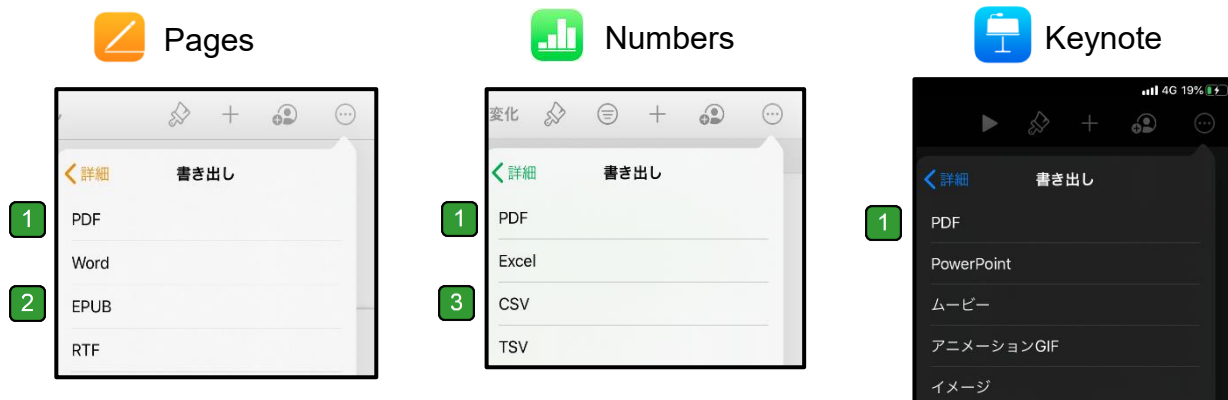 Pages
詳細
書き出し
1
PDF
Word
2
EPUB
RTF
Numbers
変化
詳細
書き出し
1
PDF
Excel
3
CSV
TSV
Keynote
4G 19%
詳細
書き出し
1
PDF
PowerPoint
ムービー
アニメーションGIF
イメージ